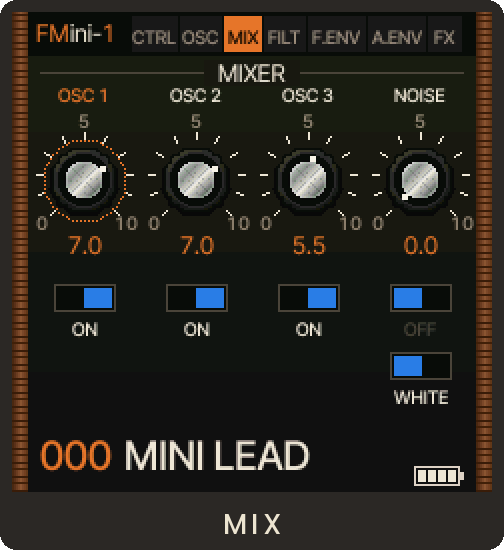 FMini-1 CTRL OSC MIX FILT F.ENV A.ENV FX
MIXER
OSC 1 OSC 2 OSC 3 NOISE
5 5 5 5
0 10 0 10 0 10 0 10
7.0 7.0 5.5 0.0
ON ON ON OFF
WHITE
000 MINI LEAD
MIX